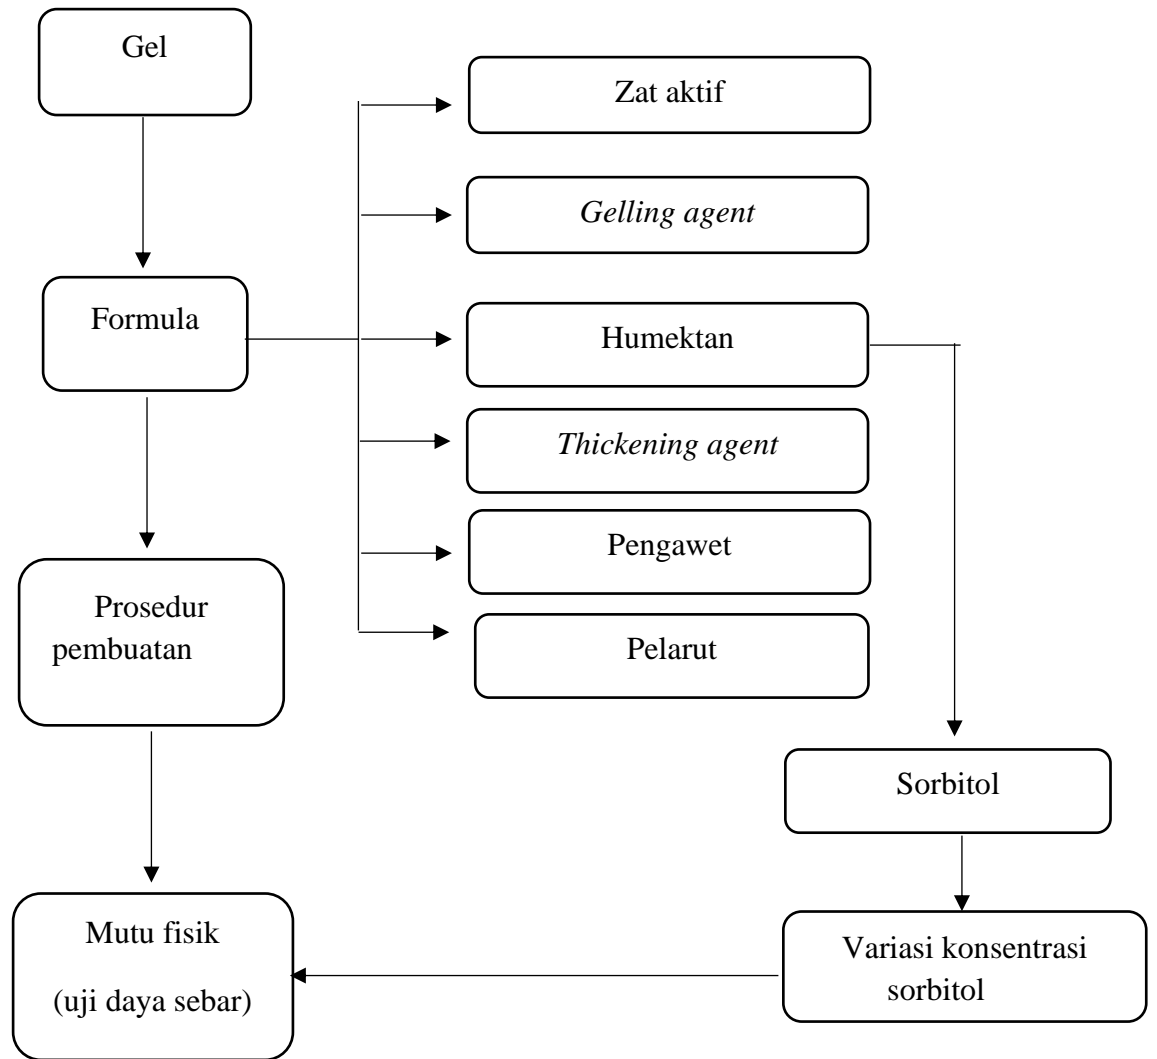 Gel
Zat aktif
Gelling agent
Formula
Humektan
Thickening agent
Pengawet
Prosedur
pembuatan
Pelarut
Sorbitol
Mutu fisik
(uji daya sebar)
Variasi konsentrasi
sorbitol